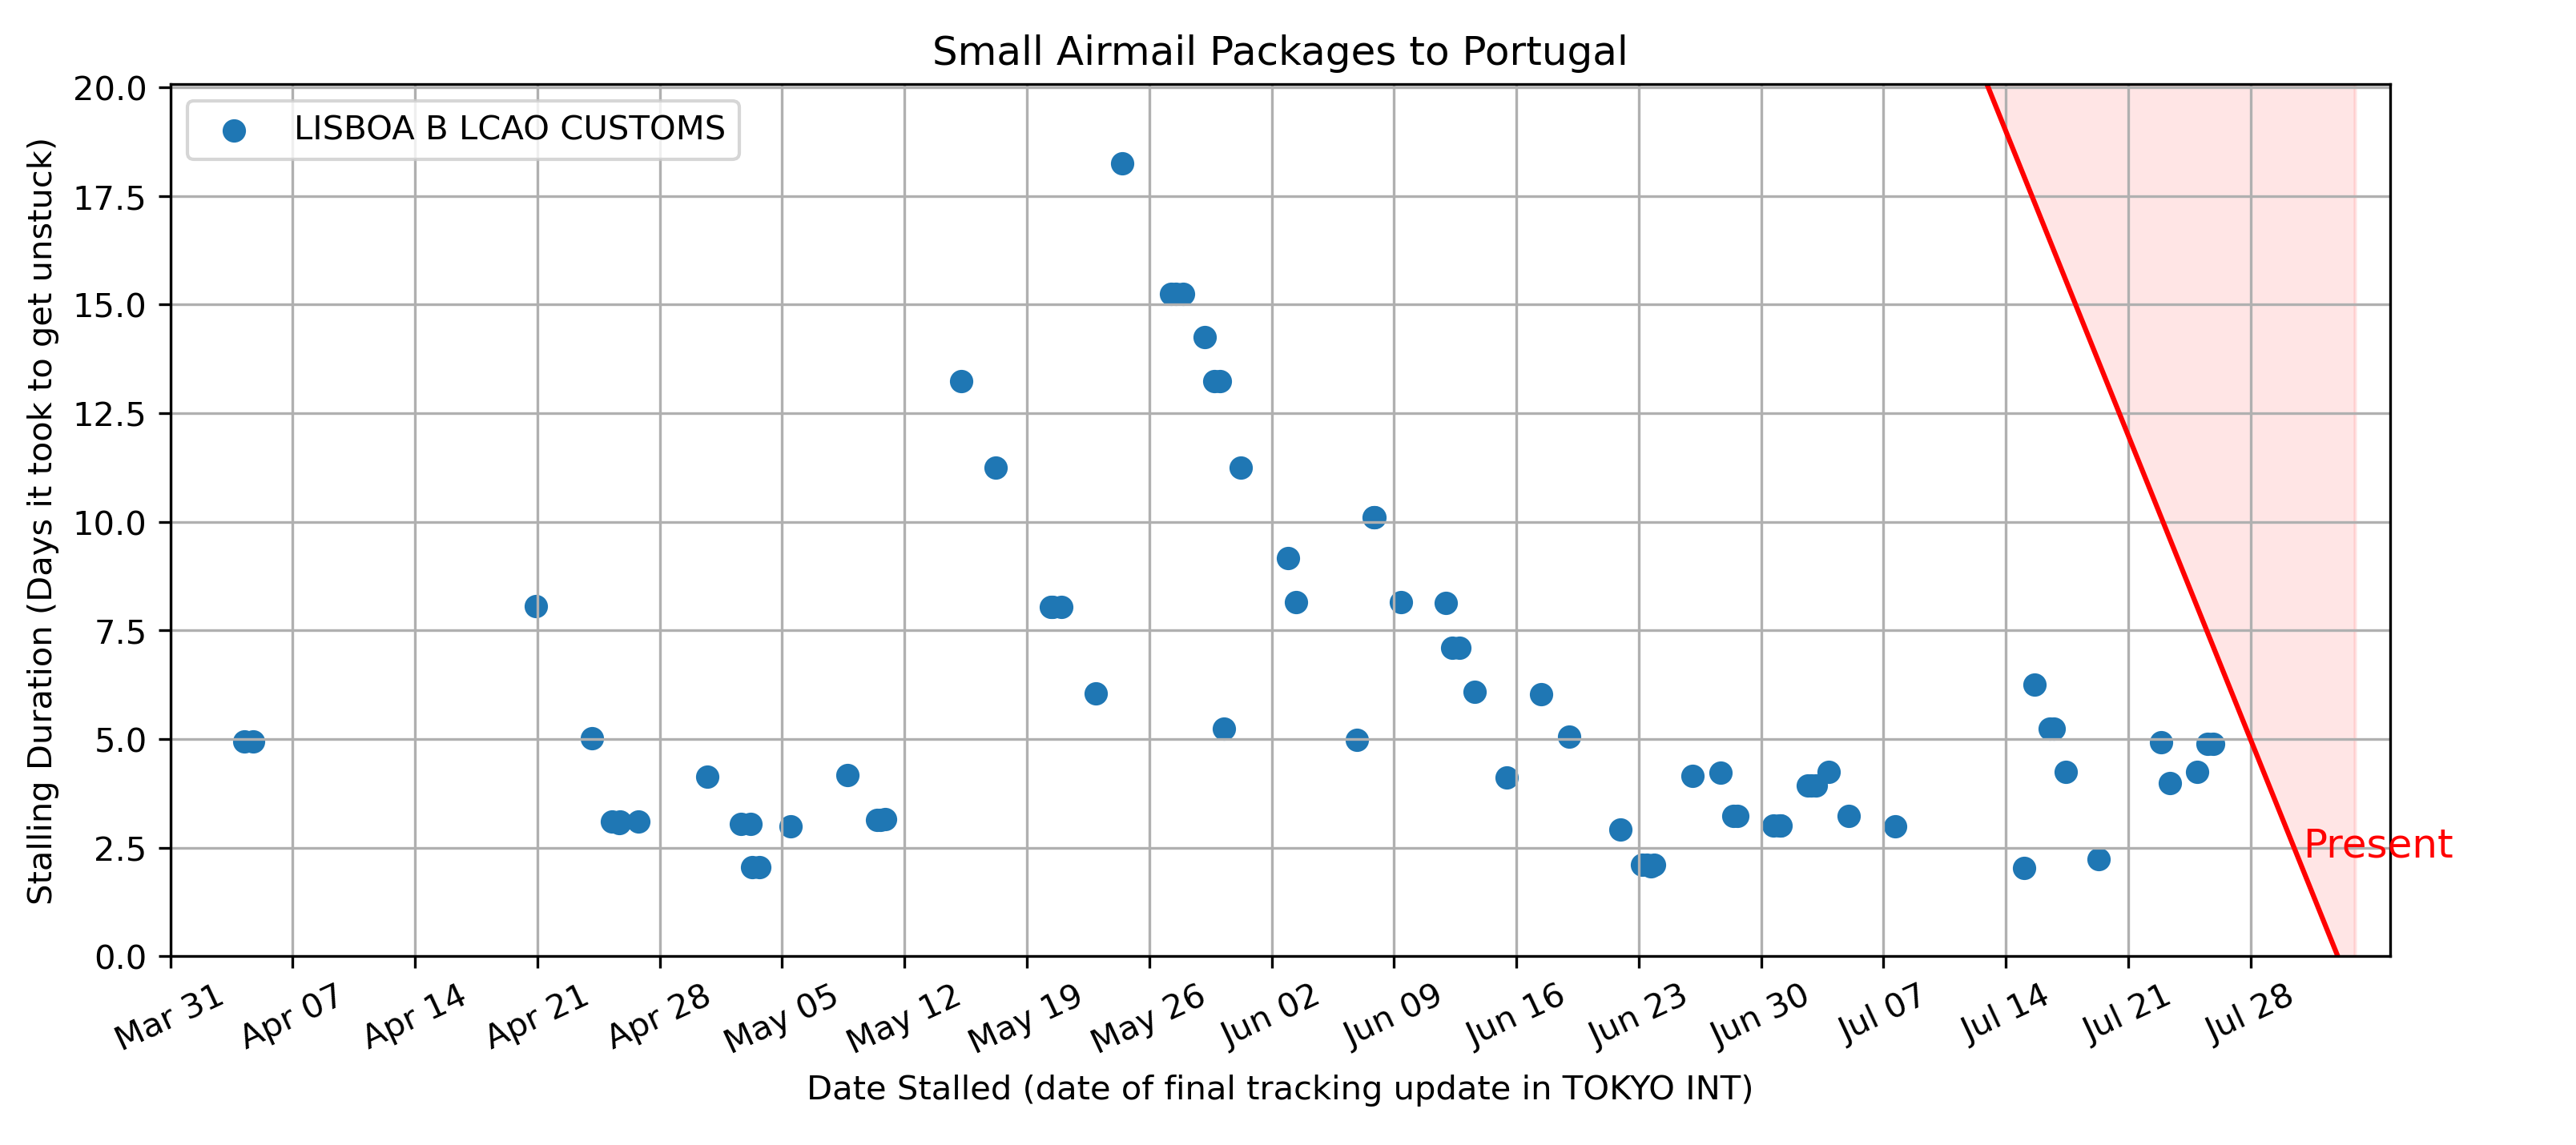 Small Airmail Packages to Portugal
LISBOA B LCAO CUSTOMS
Stalling Duration (Days it took to get unstuck)
20.0
17.5
15.0
12.5
10.0
7.5
5.0
2.5
0.0
Present
Mar 31 Apr 07 Apr 14 Apr 21 Apr 28 May 05 May 12 May 19 May 26 Jun 02 Jun 09 Jun 16 Jun 23 Jun 30 Jul 07 Jul 14 Jul 21 Jul 28
Date Stalled (date of final tracking update in TOKYO INT)